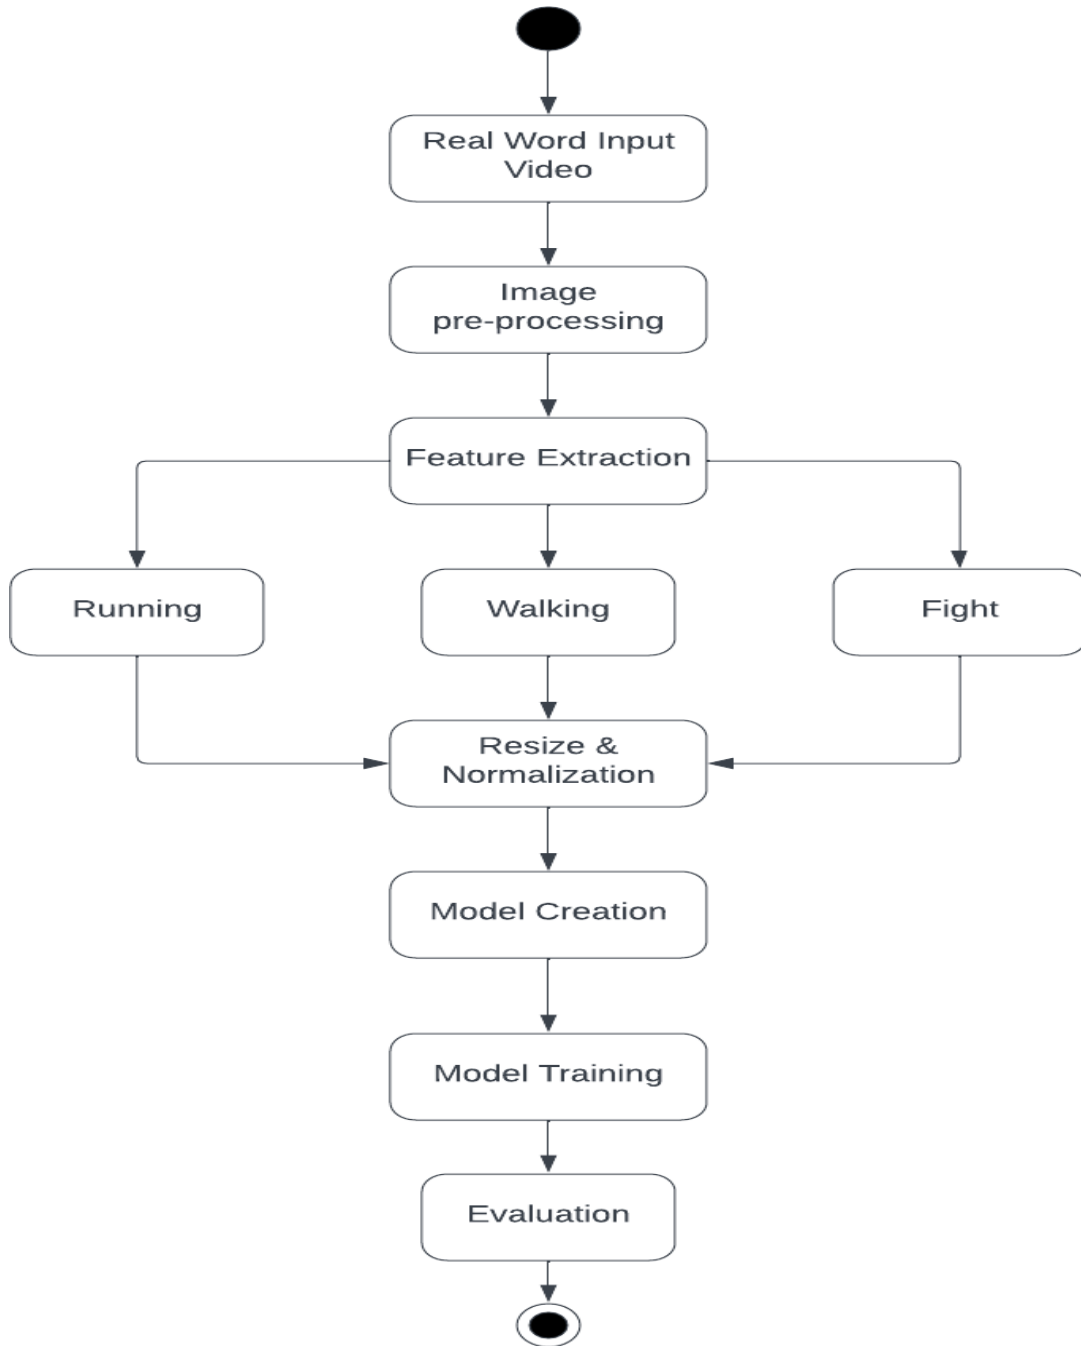 Real Word Input
Video
Image
pre-processing
Feature Extraction
Running
Walking
Fight
Resize &
Normalization
Model Creation
Model Training
Evaluation